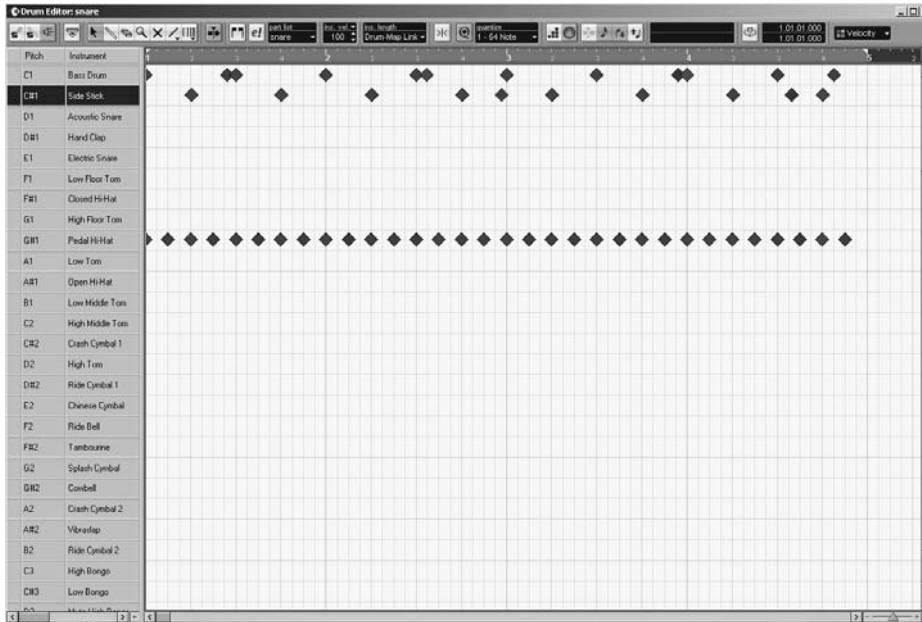 Drum Editor: snare
part list ins. vel. ins. length quantize
snare 100 Drum-Map Link 1 - 64 Note 1.01.01.000 Velocity
1.01.01.000
Pitch Instrument 1 2 3 4 5
C1 Bass Drum
C#1 Side Stick
D1 Acoustic Snare
D#1 Hand Clap
E1 Electric Snare
F1 Low Floor Tom
F#1 Closed Hi-Hat
G1 High Floor Tom
G#1 Pedal Hi-Hat
A1 Low Tom
A#1 Open Hi-Hat
B1 Low Middle Tom
C2 High Middle Tom
C#2 Crash Cymbal 1
D2 High Tom
D#2 Ride Cymbal 1
E2 Chinese Cymbal
F2 Ride Bell
F#2 Tambourine
G2 Splash Cymbal
G#2 Cowbell
A2 Crash Cymbal 2
A#2 Vibraslap
B2 Ride Cymbal 2
C3 High Bongo
C#3 Low Bongo